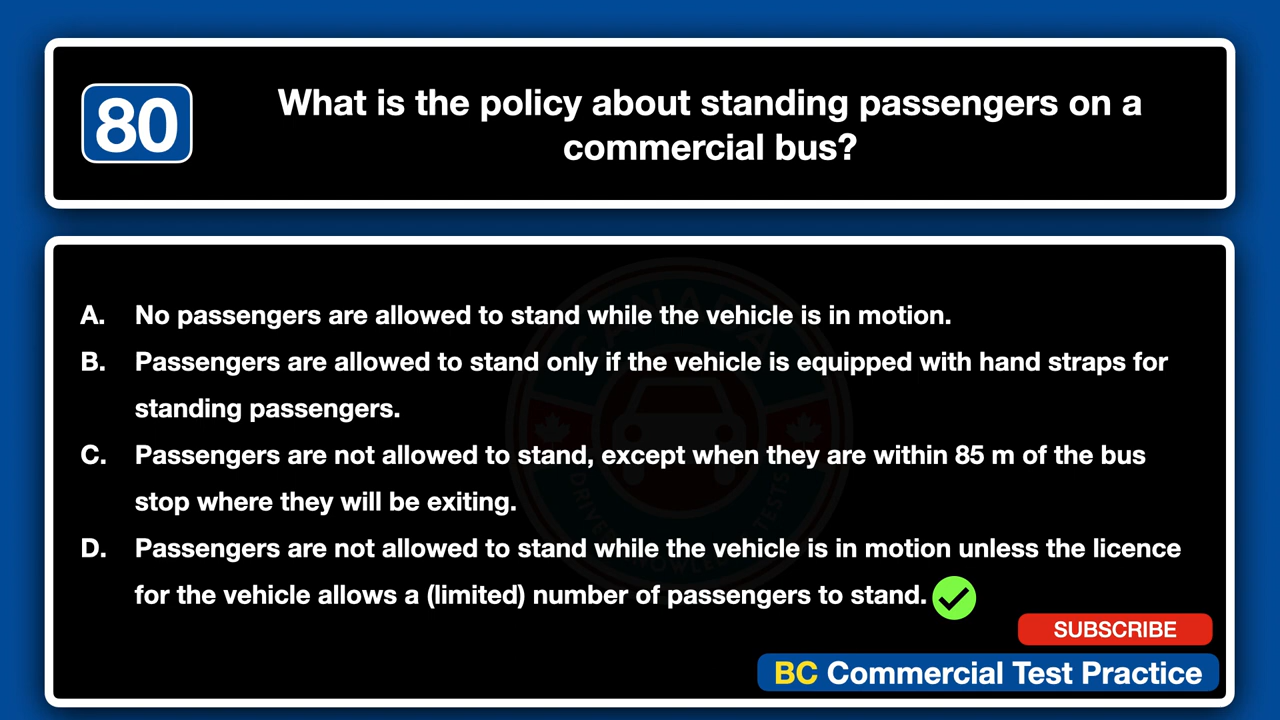 80
What is the policy about standing passengers on a
commercial bus?
A. No passengers are allowed to stand while the vehicle is in motion.
B. Passengers are allowed to stand only if the vehicle is equipped with hand straps for
standing passengers.
C. Passengers are not allowed to stand, except when they are within 85 m of the bus
stop where they will be exiting.
D. Passengers are not allowed to stand while the vehicle is in motion unless the licence
for the vehicle allows a (limited) number of passengers to stand.
SUBSCRIBE
BC Commercial Test Practice